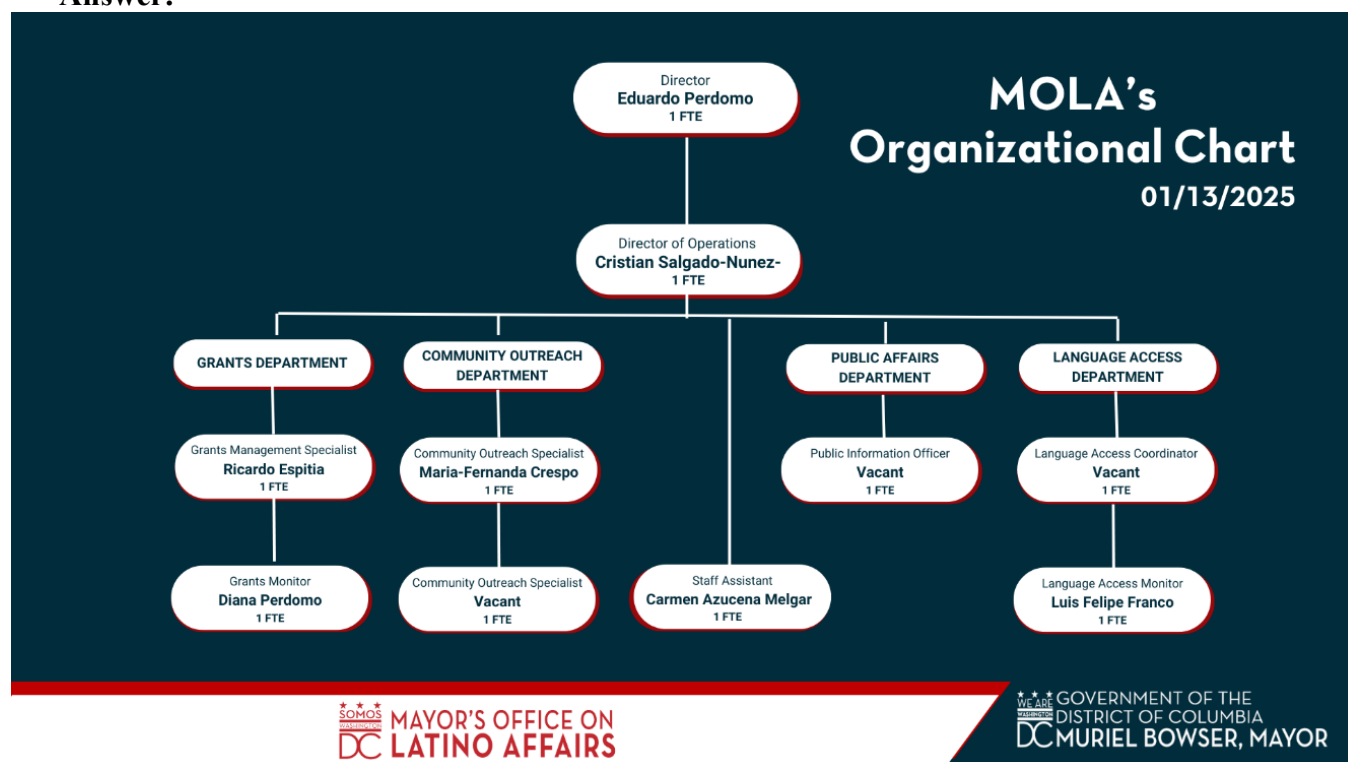 Answer:
Director
Eduardo Perdomo
1 FTE
MOLA's
Organizational Chart
01/13/2025
Director of Operations
Cristian Salgado-Nunez-
1 FTE
GRANTS DEPARTMENT
COMMUNITY OUTREACH
DEPARTMENT
PUBLIC AFFAIRS
DEPARTMENT
LANGUAGE ACCESS
DEPARTMENT
Grants Management Specialist
Ricardo Espitia
1 FTE
Community Outreach Specialist
Maria-Fernanda Crespo
1 FTE
Public Information Officer
Vacant
1 FTE
Language Access Coordinator
Vacant
1 FTE
Grants Monitor
Diana Perdomo
1 FTE
Community Outreach Specialist
Vacant
1 FTE
Staff Assistant
Carmen Azucena Melgar
1 FTE
Language Access Monitor
Luis Felipe Franco
1 FTE
SOMOS
WASHINGTON
DC
MAYOR'S OFFICE ON
LATINO AFFAIRS
WE ARE
WASHINGTON
DC
GOVERNMENT OF THE
DISTRICT OF COLUMBIA
MURIEL BOWSER, MAYOR